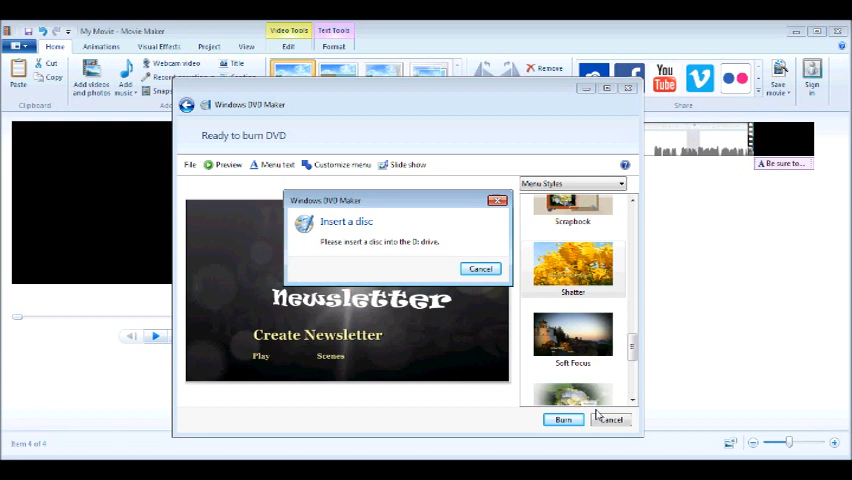 My Movie - Movie Maker
Video Tools
Text Tools
Home
Animations
Visual Effects
Project
View
Edit
Format
Paste
Cut
Copy
Clipboard
Add videos
and photos
Add
music
Webcam video
Title
Remove
You
Tube
Share
Save
movie
Sign
in
Windows DVD Maker
Ready to burn DVD
File
Preview
Menu text
Customize menu
Slide show
Menu Styles
Windows DVD Maker
Insert a disc
Please insert a disc into the D: drive.
Cancel
Newsletter
Create Newsletter
Play
Scenes
Scrapbook
Shatter
Soft Focus
Be sure to...
Burn
Cancel
Item 4 of 4